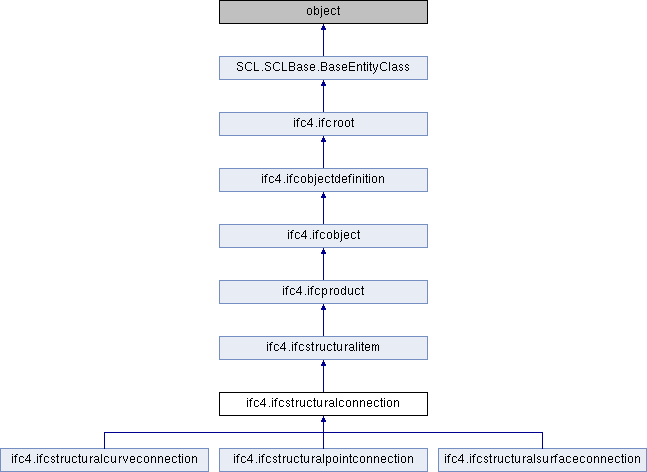 object
SCL.SCLBase.BaseEntityClass
ifc4.ifcroot
ifc4.ifcobjectdefinition
ifc4.ifcobject
ifc4.ifcproduct
ifc4.ifcstructuralitem
ifc4.ifcstructuralconnection
ifc4.ifcstructuralcurveconnection ifc4.ifcstructuralpointconnection ifc4.ifcstructuralsurfaceconnection